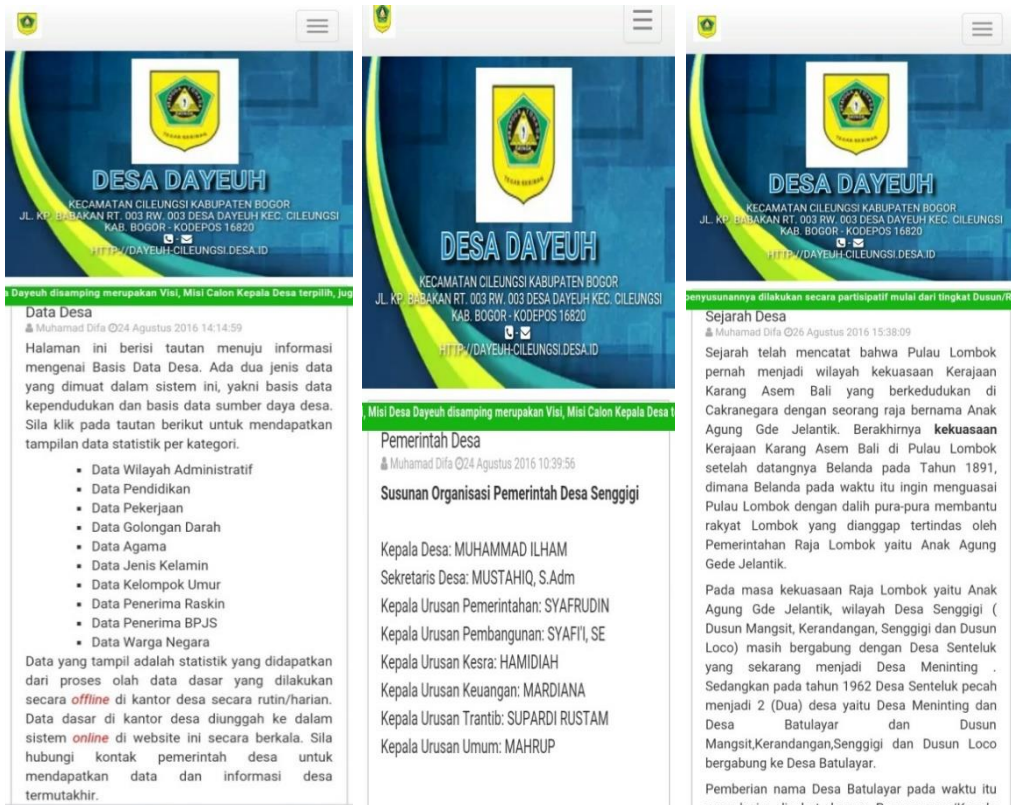 DESA DAYEUH
KECAMATAN CILEUNGSI KABUPATEN BOGOR
JL. KP. BABAKAN RT. 003 RW. 003 DESA DAYEUH KEC. CILEUNGSI
KAB. BOGOR - KODEPOS 16820
HTTP://DAYEUH-CILEUNGSI.DESA.ID
Dayeuh disamping merupakan Visi, Misi Calon Kepala Desa terpilih, jug
Data Desa
Muhamad Difa 24 Agustus 2016 14:14:59
Halaman ini berisi tautan menuju informasi
mengenai Basis Data Desa. Ada dua jenis data
yang dimuat dalam sistem ini, yakni basis data
kependudukan dan basis data sumber daya desa.
Sila klik pada tautan berikut untuk mendapatkan
tampilan data statistik per kategori.
▪ Data Wilayah Administratif
▪ Data Pendidikan
▪ Data Pekerjaan
▪ Data Golongan Darah
▪ Data Agama
▪ Data Jenis Kelamin
▪ Data Kelompok Umur
▪ Data Penerima Raskin
▪ Data Penerima BPJS
▪ Data Warga Negara
Data yang tampil adalah statistik yang didapatkan
dari proses olah data dasar yang dilakukan
secara offline di kantor desa secara rutin/harian.
Data dasar di kantor desa diunggah ke dalam
sistem online di website ini secara berkala. Sila
hubungi kontak pemerintah desa untuk
mendapatkan data dan informasi desa
termutakhir.
DESA DAYEUH
KECAMATAN CILEUNGSI KABUPATEN BOGOR
JL. KP. BABAKAN RT. 003 RW. 003 DESA DAYEUH KEC. CILEUNGSI
KAB. BOGOR - KODEPOS 16820
HTTP://DAYEUH-CILEUNGSI.DESA.ID
, Misi Desa Dayeuh disamping merupakan Visi, Misi Calon Kepala Desa t
Pemerintah Desa
Muhamad Difa 24 Agustus 2016 10:39:56
Susunan Organisasi Pemerintah Desa Senggigi
Kepala Desa: MUHAMMAD ILHAM
Sekretaris Desa: MUSTAHIQ, S.Adm
Kepala Urusan Pemerintahan: SYAFRUDIN
Kepala Urusan Pembangunan: SYAFI'I, SE
Kepala Urusan Kesra: HAMIDIAH
Kepala Urusan Keuangan: MARDIANA
Kepala Urusan Trantib: SUPARDI RUSTAM
Kepala Urusan Umum: MAHRUP
DESA DAYEUH
KECAMATAN CILEUNGSI KABUPATEN BOGOR
JL. KP. BABAKAN RT. 003 RW. 003 DESA DAYEUH KEC. CILEUNGSI
KAB. BOGOR - KODEPOS 16820
HTTP://DAYEUH-CILEUNGSI.DESA.ID
penyusunannya dilakukan secara partisipatif mulai dari tingkat Dusun/R
Sejarah Desa
Muhamad Difa 26 Agustus 2016 15:38:09
Sejarah telah mencatat bahwa Pulau Lombok
pernah menjadi wilayah kekuasaan Kerajaan
Karang Asem Bali yang berkedudukan di
Cakranegara dengan seorang raja bernama Anak
Agung Gde Jelantik. Berakhirnya kekuasaan
Kerajaan Karang Asem Bali di Pulau Lombok
setelah datangnya Belanda pada Tahun 1891,
dimana Belanda pada waktu itu ingin menguasai
Pulau Lombok dengan dalih pura-pura membantu
rakyat Lombok yang dianggap tertindas oleh
Pemerintahan Raja Lombok yaitu Anak Agung
Gede Jelantik.
Pada masa kekuasaan Raja Lombok yaitu Anak
Agung Gde Jelantik, wilayah Desa Senggigi (
Dusun Mangsit, Kerandangan, Senggigi dan Dusun
Loco) masih bergabung dengan Desa Senteluk
yang sekarang menjadi Desa Meninting .
Sedangkan pada tahun 1962 Desa Senteluk pecah
menjadi 2 (Dua) desa yaitu Desa Meninting dan
Desa Batulayar dan Dusun
Mangsit,Kerandangan,Senggigi dan Dusun Loco
bergabung ke Desa Batulayar.
Pemberian nama Desa Batulayar pada waktu itu